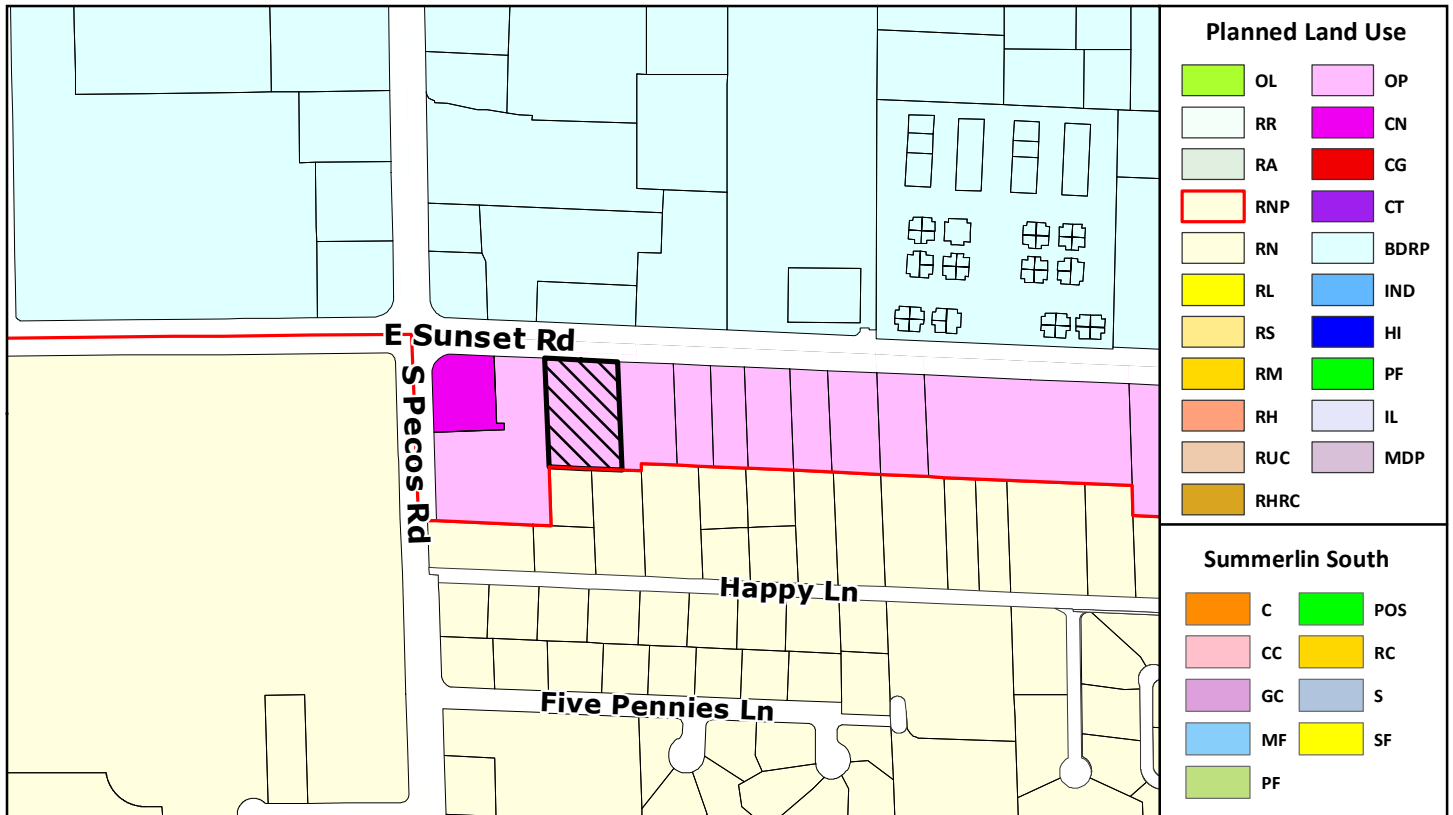 E Sunset Rd
S Pecos Rd
Happy Ln
Five Pennies Ln
Planned Land Use
OL
OP
RR
CN
RA
CG
RNP
CT
RN
BDRP
RL
IND
RS
HI
RM
PF
RH
IL
RUC
MDP
RHRC
Summerlin South
C
POS
CC
RC
GC
S
MF
SF
PF